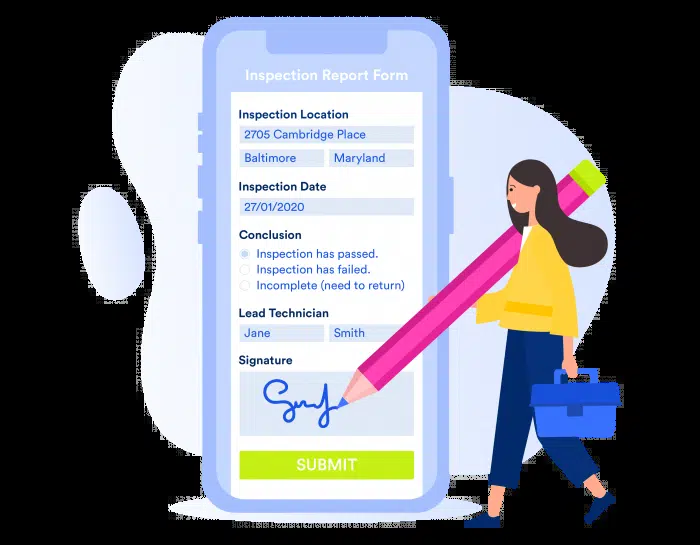 Inspection Report Form
Inspection Location
2705 Cambridge Place
Baltimore Maryland
Inspection Date
27/01/2020
Conclusion
Inspection has passed.
Inspection has failed.
Incomplete (need to return)
Lead Technician
Jane Smith
Signature
SUBMIT